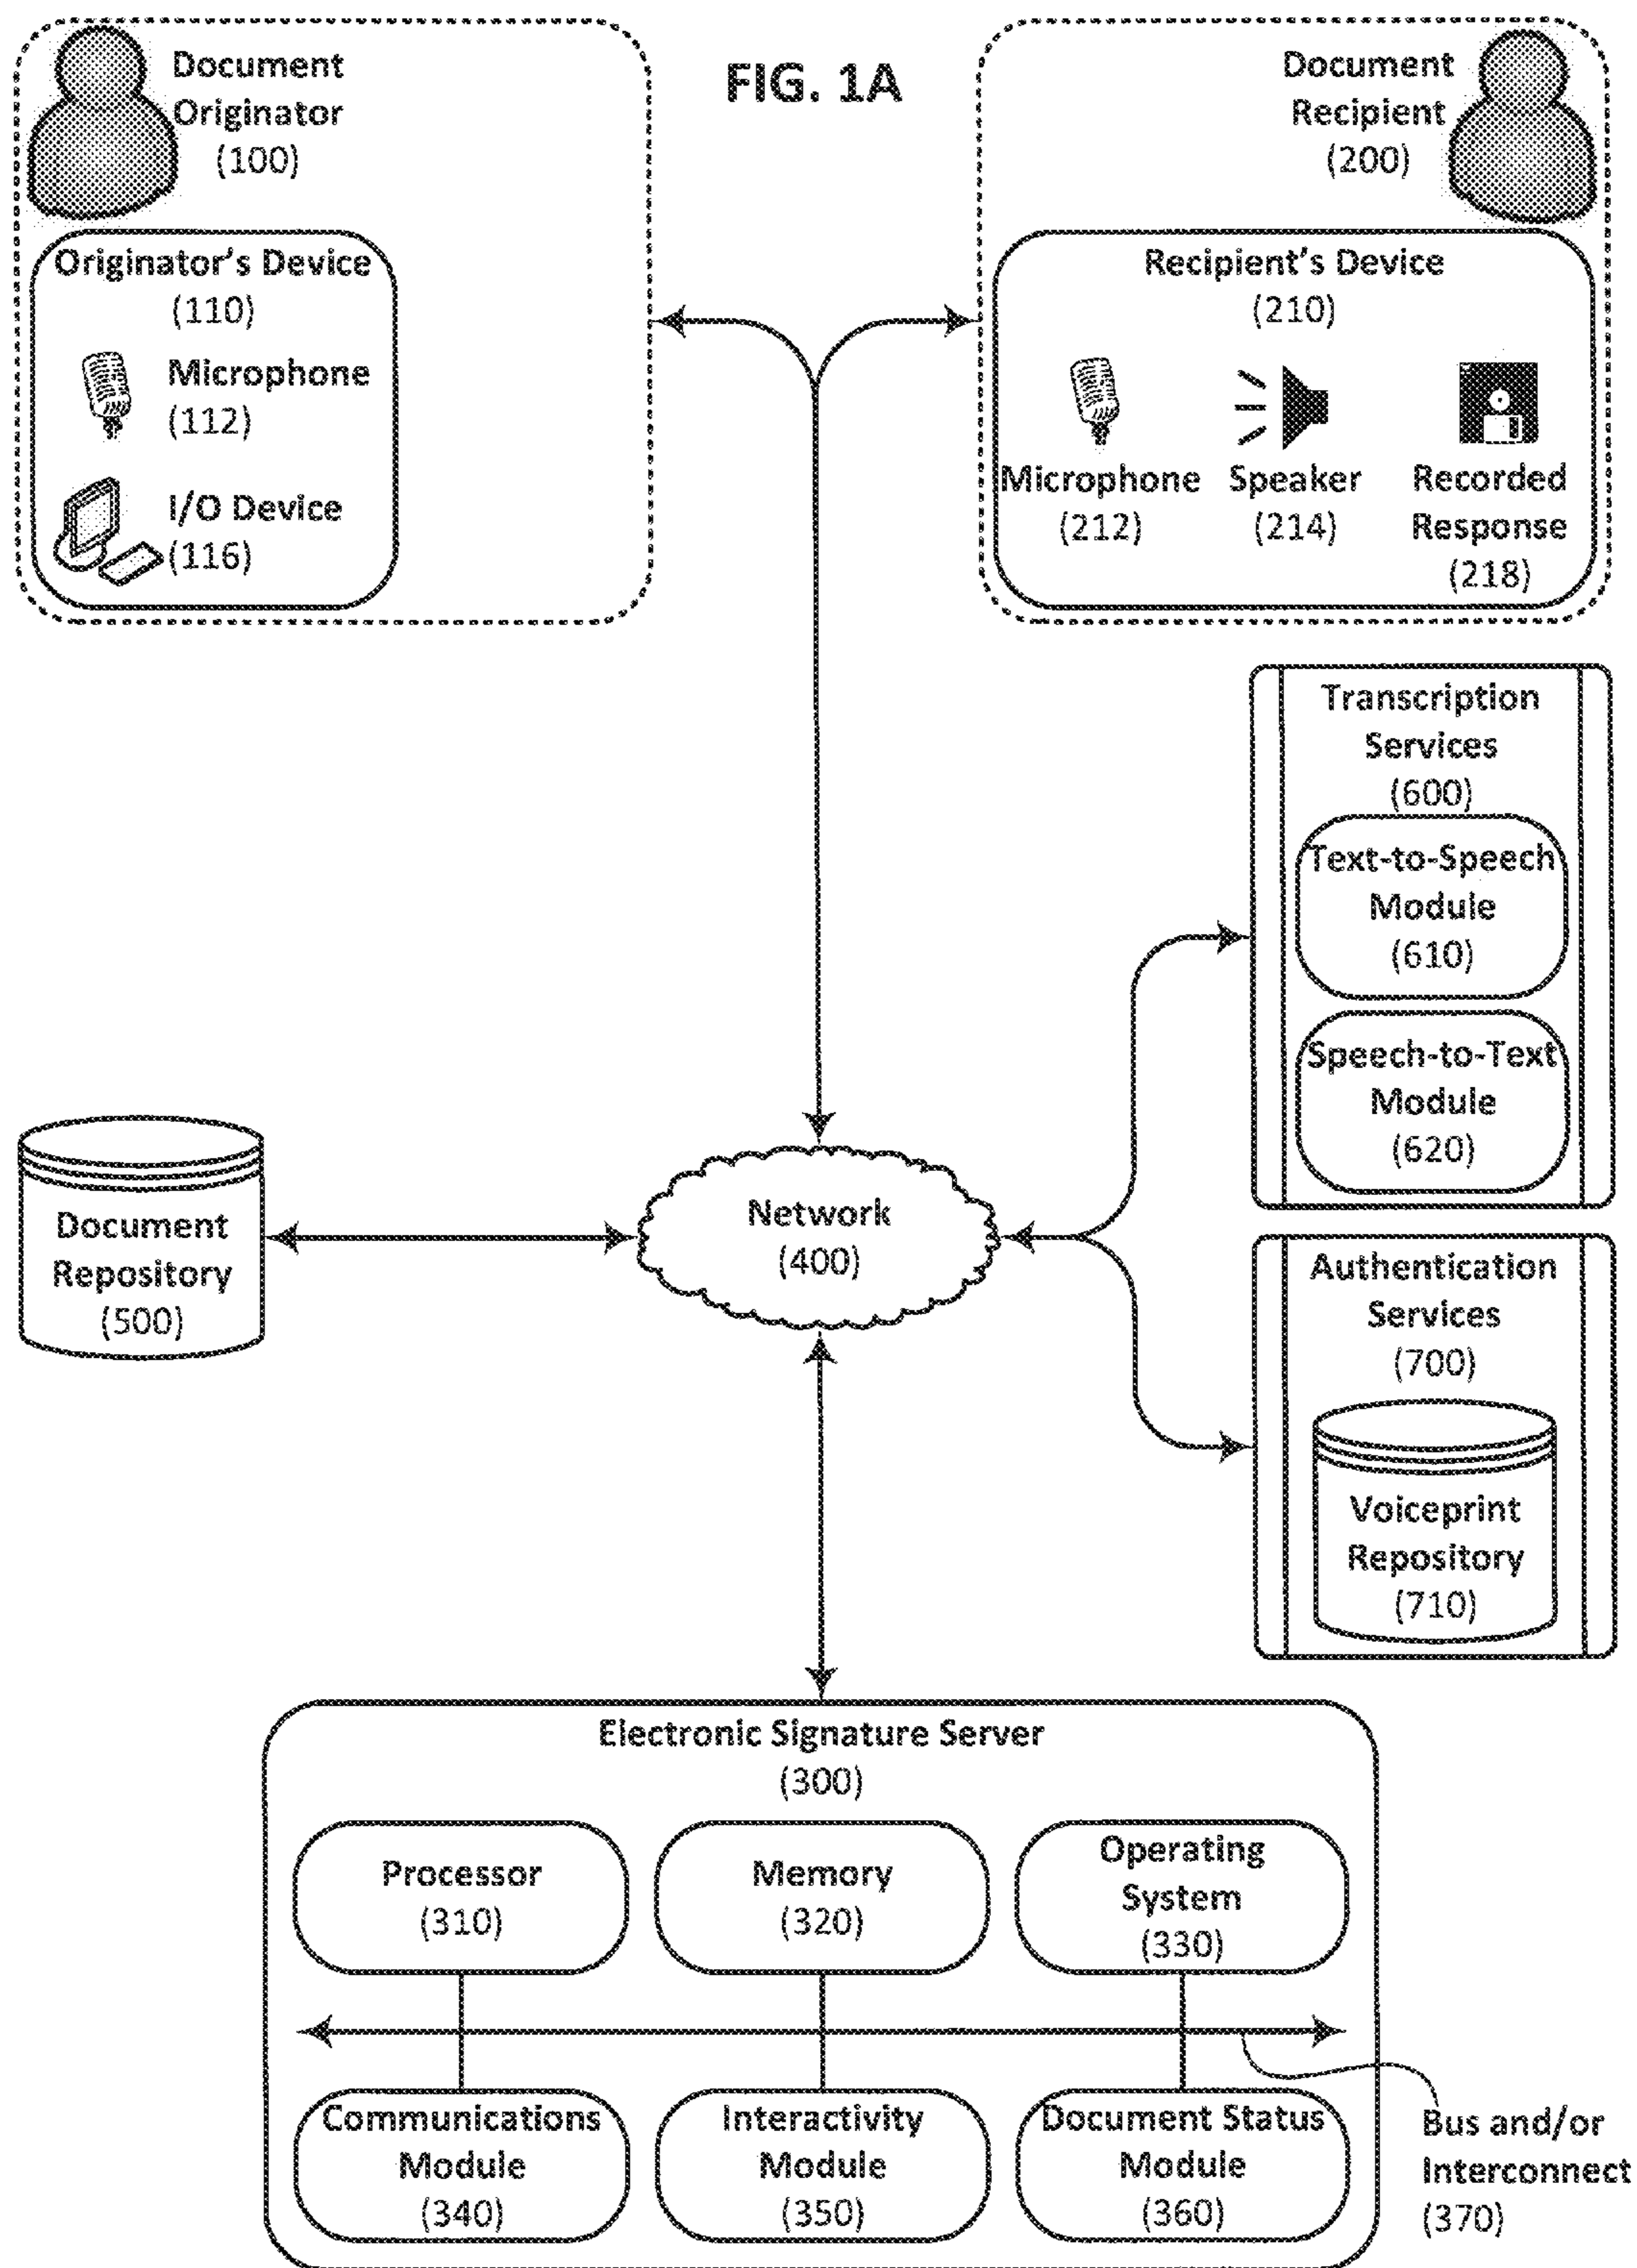 FIG. 1A
Document
Originator
(100)
Originator's Device
(110)
Microphone
(112)
I/O Device
(116)
Document
Recipient
(200)
Recipient's Device
(210)
Microphone
(212)
Speaker
(214)
Recorded
Response
(218)
Transcription
Services
(600)
Text-to-Speech
Module
(610)
Speech-to-Text
Module
(620)
Document
Repository
(500)
Network
(400)
Authentication
Services
(700)
Voiceprint
Repository
(710)
Electronic Signature Server
(300)
Processor
(310)
Memory
(320)
Operating
System
(330)
Communications
Module
(340)
Interactivity
Module
(350)
Document Status
Module
(360)
Bus and/or
Interconnect
(370)